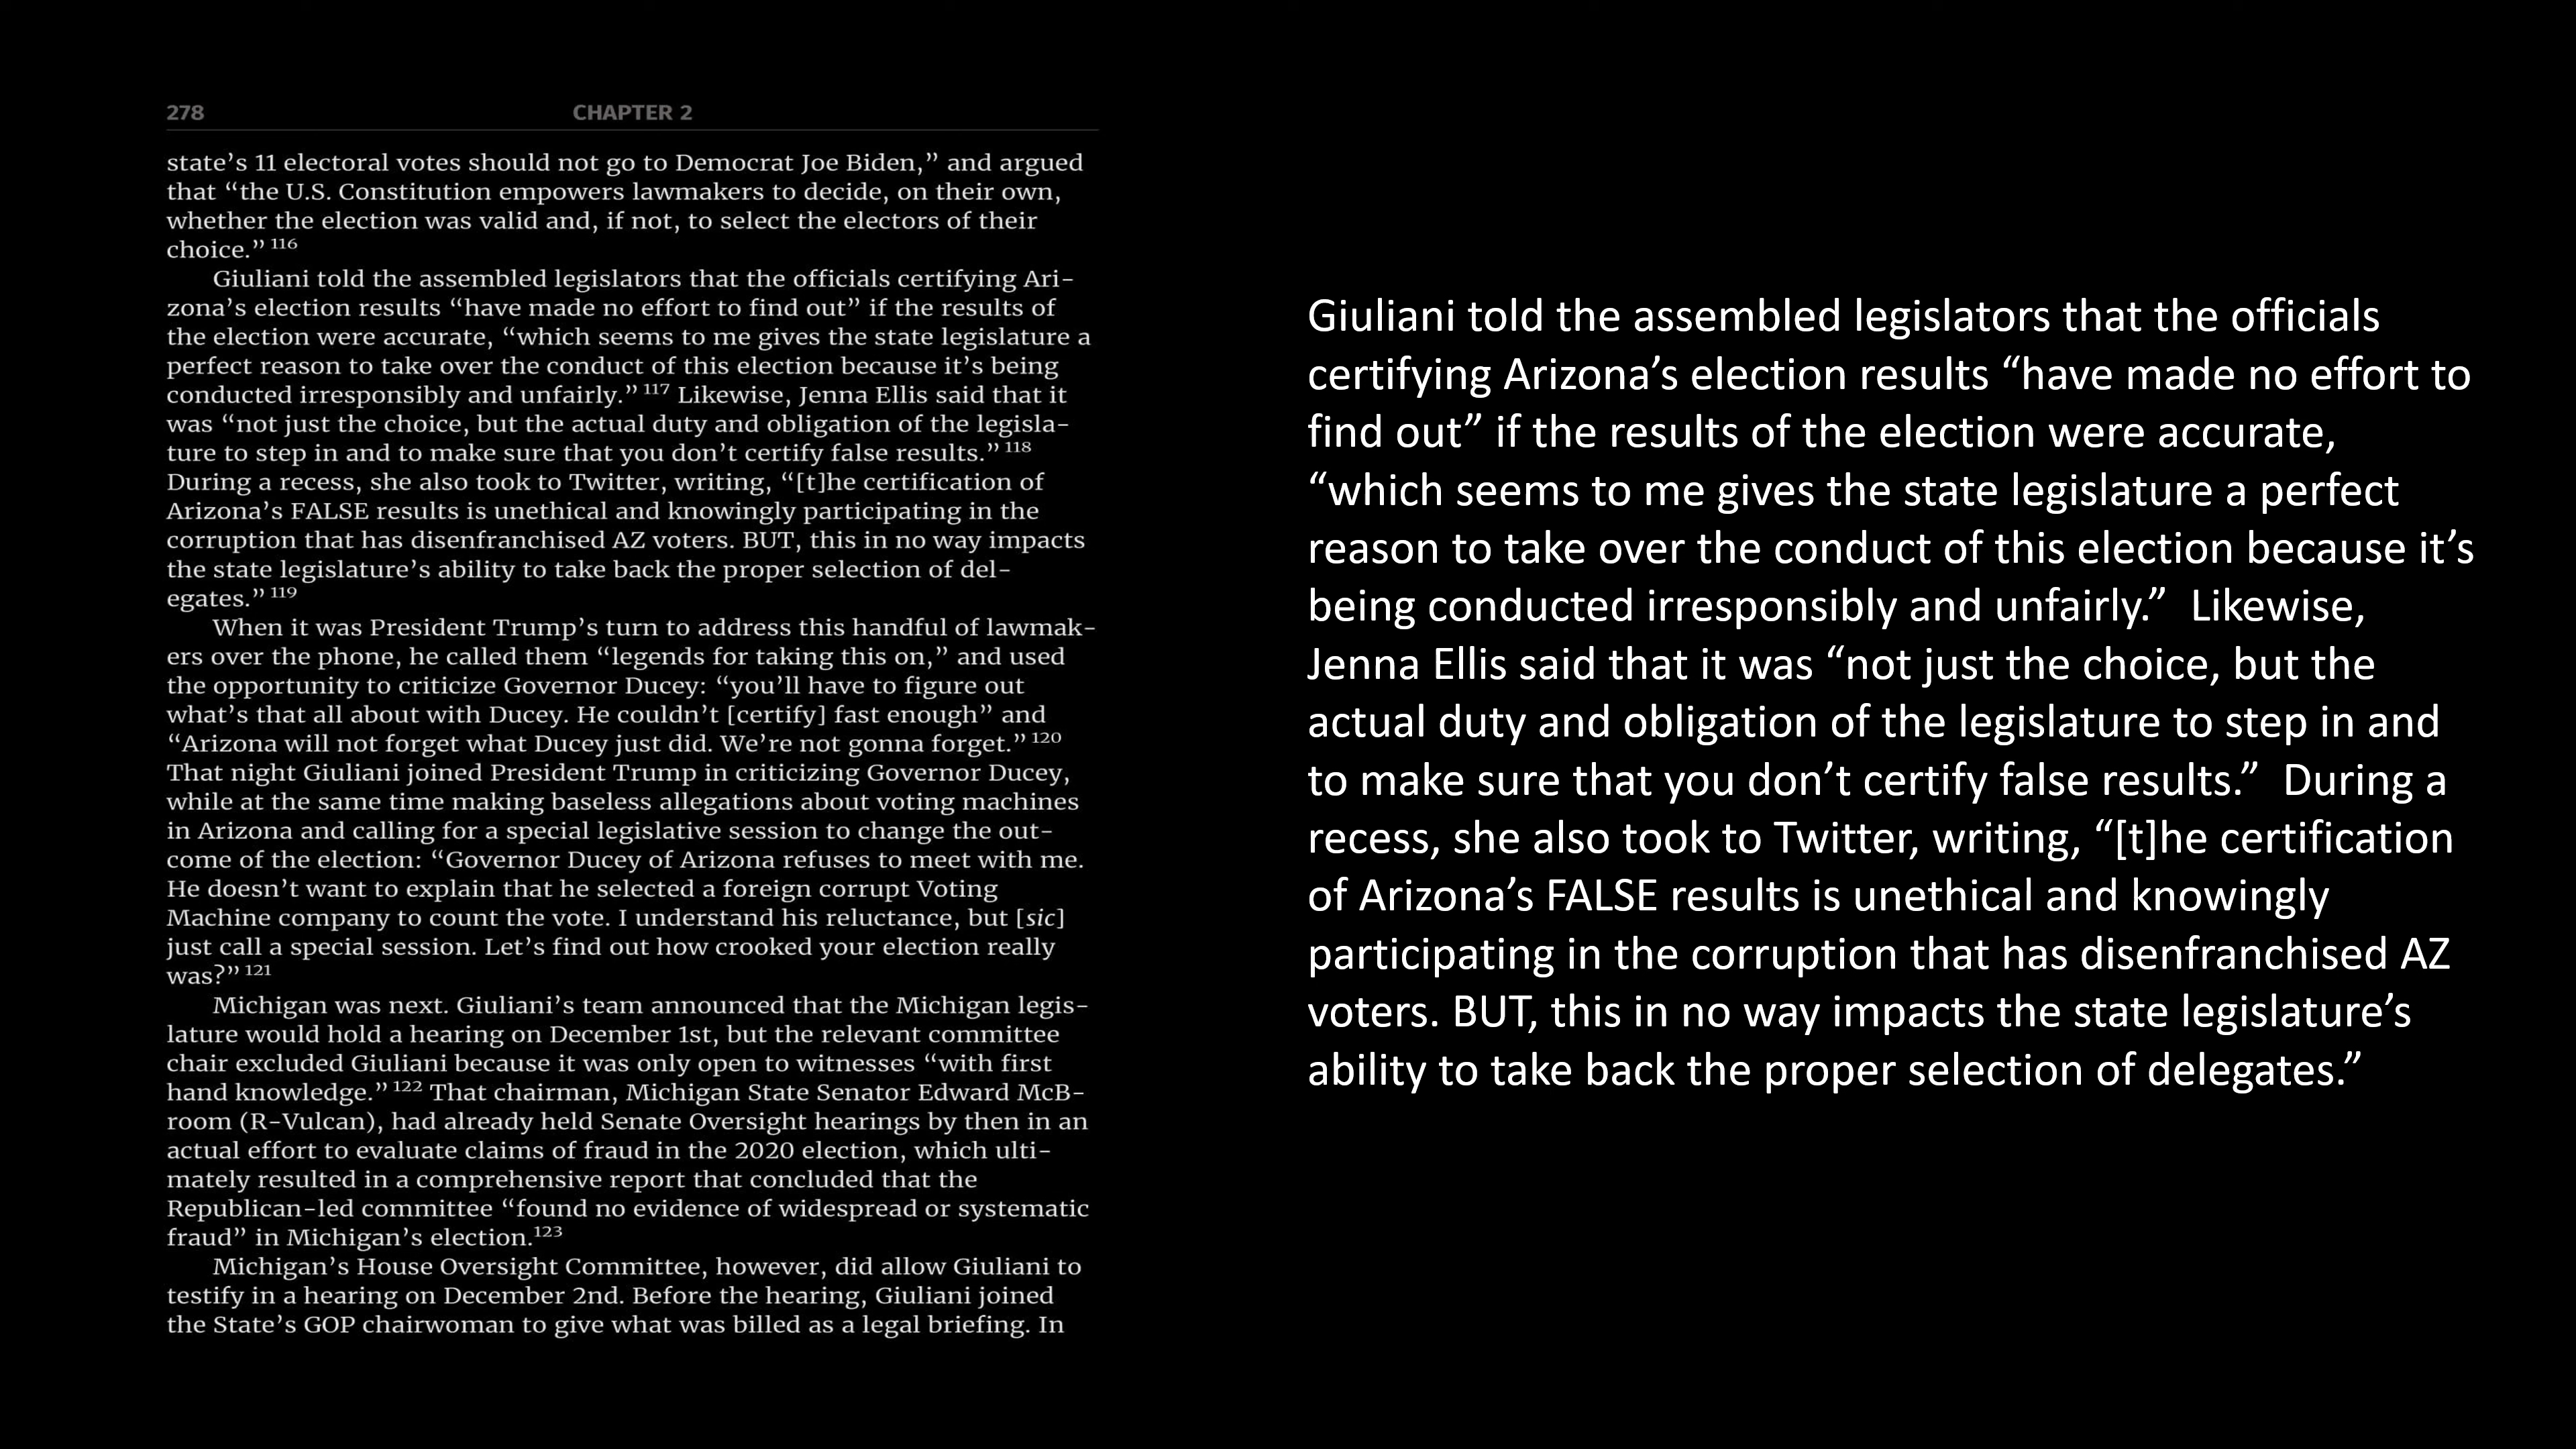 278 CHAPTER 2
state’s 11 electoral votes should not go to Democrat Joe Biden,” and argued
that “the U.S. Constitution empowers lawmakers to decide, on their own,
whether the election was valid and, if not, to select the electors of their
choice.” 116
Giuliani told the assembled legislators that the officials certifying Ari-
zona’s election results “have made no effort to find out” if the results of
the election were accurate, “which seems to me gives the state legislature a
perfect reason to take over the conduct of this election because it’s being
conducted irresponsibly and unfairly.” 117 Likewise, Jenna Ellis said that it
was “not just the choice, but the actual duty and obligation of the legisla-
ture to step in and to make sure that you don’t certify false results.” 118
During a recess, she also took to Twitter, writing, “[t]he certification of
Arizona’s FALSE results is unethical and knowingly participating in the
corruption that has disenfranchised AZ voters. BUT, this in no way impacts
the state legislature’s ability to take back the proper selection of del-
egates.” 119
When it was President Trump’s turn to address this handful of lawmak-
ers over the phone, he called them “legends for taking this on,” and used
the opportunity to criticize Governor Ducey: “you’ll have to figure out
what’s that all about with Ducey. He couldn’t [certify] fast enough” and
“Arizona will not forget what Ducey just did. We’re not gonna forget.” 120
That night Giuliani joined President Trump in criticizing Governor Ducey,
while at the same time making baseless allegations about voting machines
in Arizona and calling for a special legislative session to change the out-
come of the election: “Governor Ducey of Arizona refuses to meet with me.
He doesn’t want to explain that he selected a foreign corrupt Voting
Machine company to count the vote. I understand his reluctance, but [sic]
just call a special session. Let’s find out how crooked your election really
was?” 121
Michigan was next. Giuliani’s team announced that the Michigan legis-
lature would hold a hearing on December 1st, but the relevant committee
chair excluded Giuliani because it was only open to witnesses “with first
hand knowledge.” 122 That chairman, Michigan State Senator Edward McB-
room (R-Vulcan), had already held Senate Oversight hearings by then in an
actual effort to evaluate claims of fraud in the 2020 election, which ulti-
mately resulted in a comprehensive report that concluded that the
Republican-led committee “found no evidence of widespread or systematic
fraud” in Michigan’s election.123
Michigan’s House Oversight Committee, however, did allow Giuliani to
testify in a hearing on December 2nd. Before the hearing, Giuliani joined
the State’s GOP chairwoman to give what was billed as a legal briefing. In
Giuliani told the assembled legislators that the officials
certifying Arizona’s election results “have made no effort to
find out” if the results of the election were accurate,
“which seems to me gives the state legislature a perfect
reason to take over the conduct of this election because it’s
being conducted irresponsibly and unfairly.”  Likewise,
Jenna Ellis said that it was “not just the choice, but the
actual duty and obligation of the legislature to step in and
to make sure that you don’t certify false results.”  During a
recess, she also took to Twitter, writing, “[t]he certification
of Arizona’s FALSE results is unethical and knowingly
participating in the corruption that has disenfranchised AZ
voters. BUT, this in no way impacts the state legislature’s
ability to take back the proper selection of delegates.”